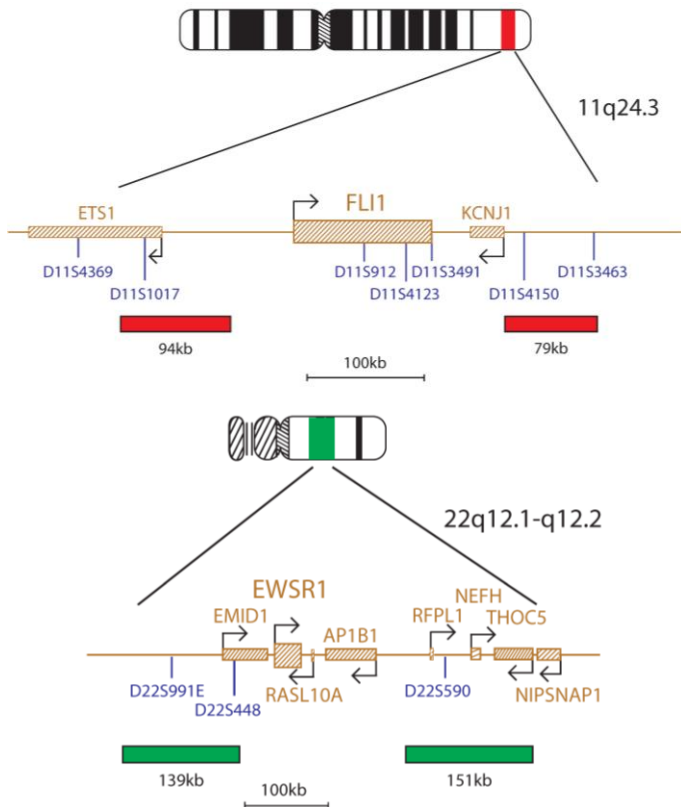 11q24.3
ETS1
FLI1
KCNJ1
D11S4369
D11S1017
D11S912
D11S4123
D11S3491
D11S4150
D11S3463
94kb
79kb
100kb
22q12.1-q12.2
EWSR1
EMID1
AP1B1
RFPL1
NEFH
THOC5
D22S991E
D22S448
RASL10A
D22S590
NIPSNAP1
139kb
100kb
151kb